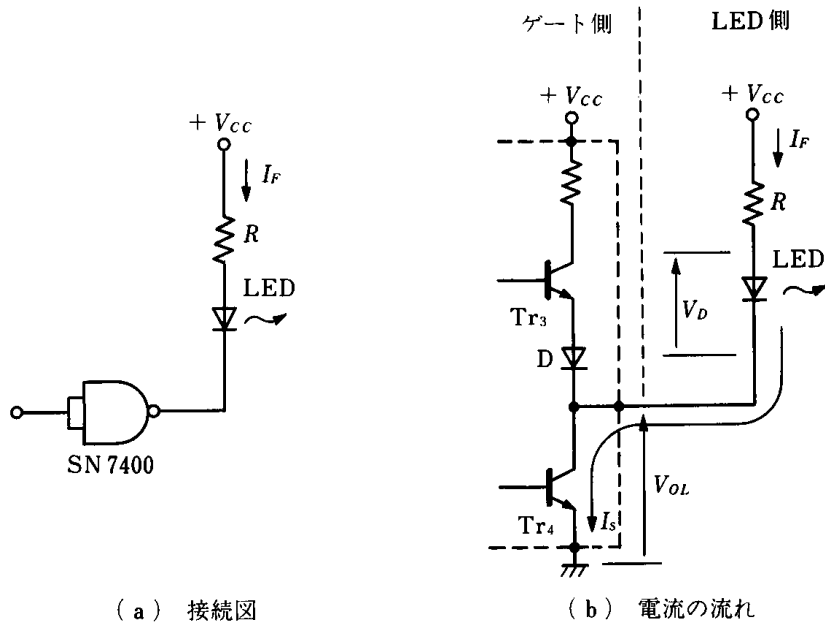 + VCC
IF
R
LED
SN 7400
( a ) 接続図
ゲート側
LED側
+ VCC
Tr3
D
Tr4
Is
+ VCC
IF
R
LED
VD
VOL
( b ) 電流の流れ